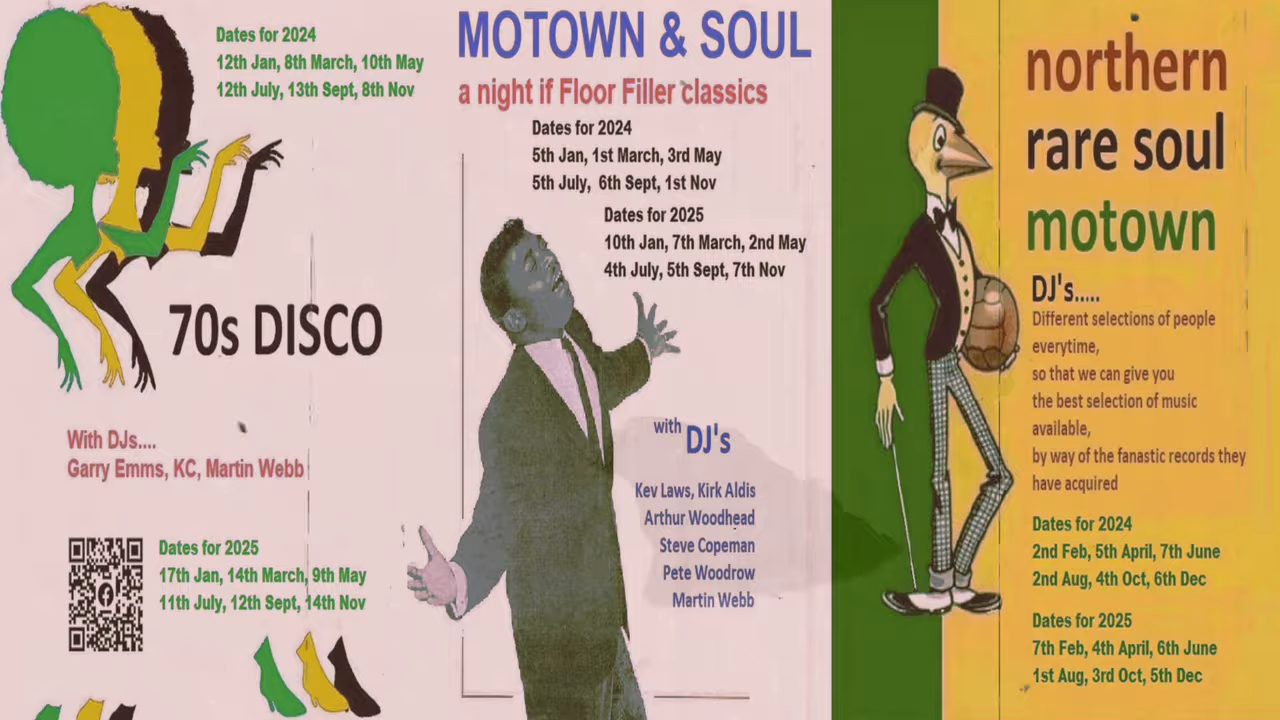 Dates for 2024
12th Jan, 8th March, 10th May
12th July, 13th Sept, 8th Nov
70s DISCO
With DJs....
Garry Emms, KC, Martin Webb
Dates for 2025
17th Jan, 14th March, 9th May
11th July, 12th Sept, 14th Nov
MOTOWN & SOUL
a night if Floor Filler classics
Dates for 2024
5th Jan, 1st March, 3rd May
5th July, 6th Sept, 1st Nov
Dates for 2025
10th Jan, 7th March, 2nd May
4th July, 5th Sept, 7th Nov
with DJ's
Kev Laws, Kirk Aldis
Arthur Woodhead
Steve Copeman
Pete Woodrow
Martin Webb
northern
rare soul
motown
DJ's.....
Different selections of people
everytime,
so that we can give you
the best selection of music
available,
by way of the fanastic records they
have acquired
Dates for 2024
2nd Feb, 5th April, 7th June
2nd Aug, 4th Oct, 6th Dec
Dates for 2025
7th Feb, 4th April, 6th June
1st Aug, 3rd Oct, 5th Dec